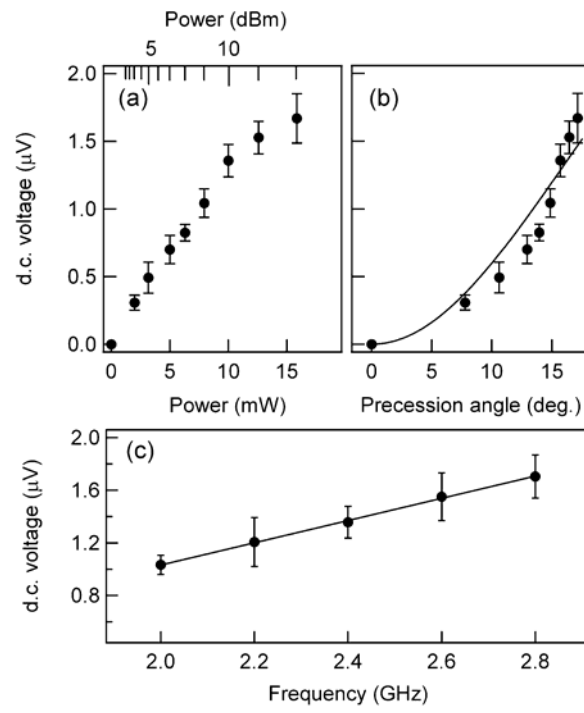 Power (dBm)
5 10
2.0
1.5
1.0
0.5
0.0
d.c. voltage (μV)
(a)
0 5 10 15
Power (mW)
(b)
0 5 10 15
Precession angle (deg.)
(c)
2.0
1.6
1.2
0.8
d.c. voltage (μV)
2.0 2.2 2.4 2.6 2.8
Frequency (GHz)